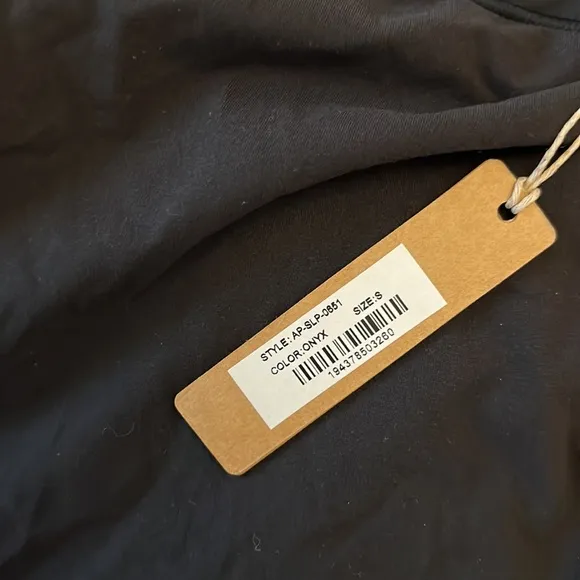 STYLE: AP-SLP-0651
COLOR:ONYX SIZE:S
194378503260